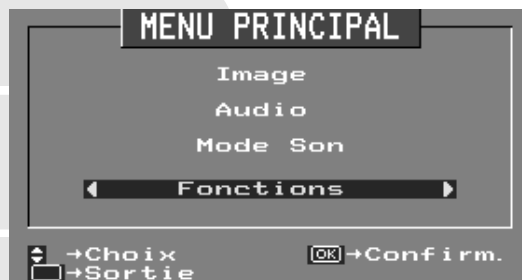 MENU PRINCIPAL
Image
Audio
Mode Son
Fonctions
→Choix OK→Confirm.
→Sortie